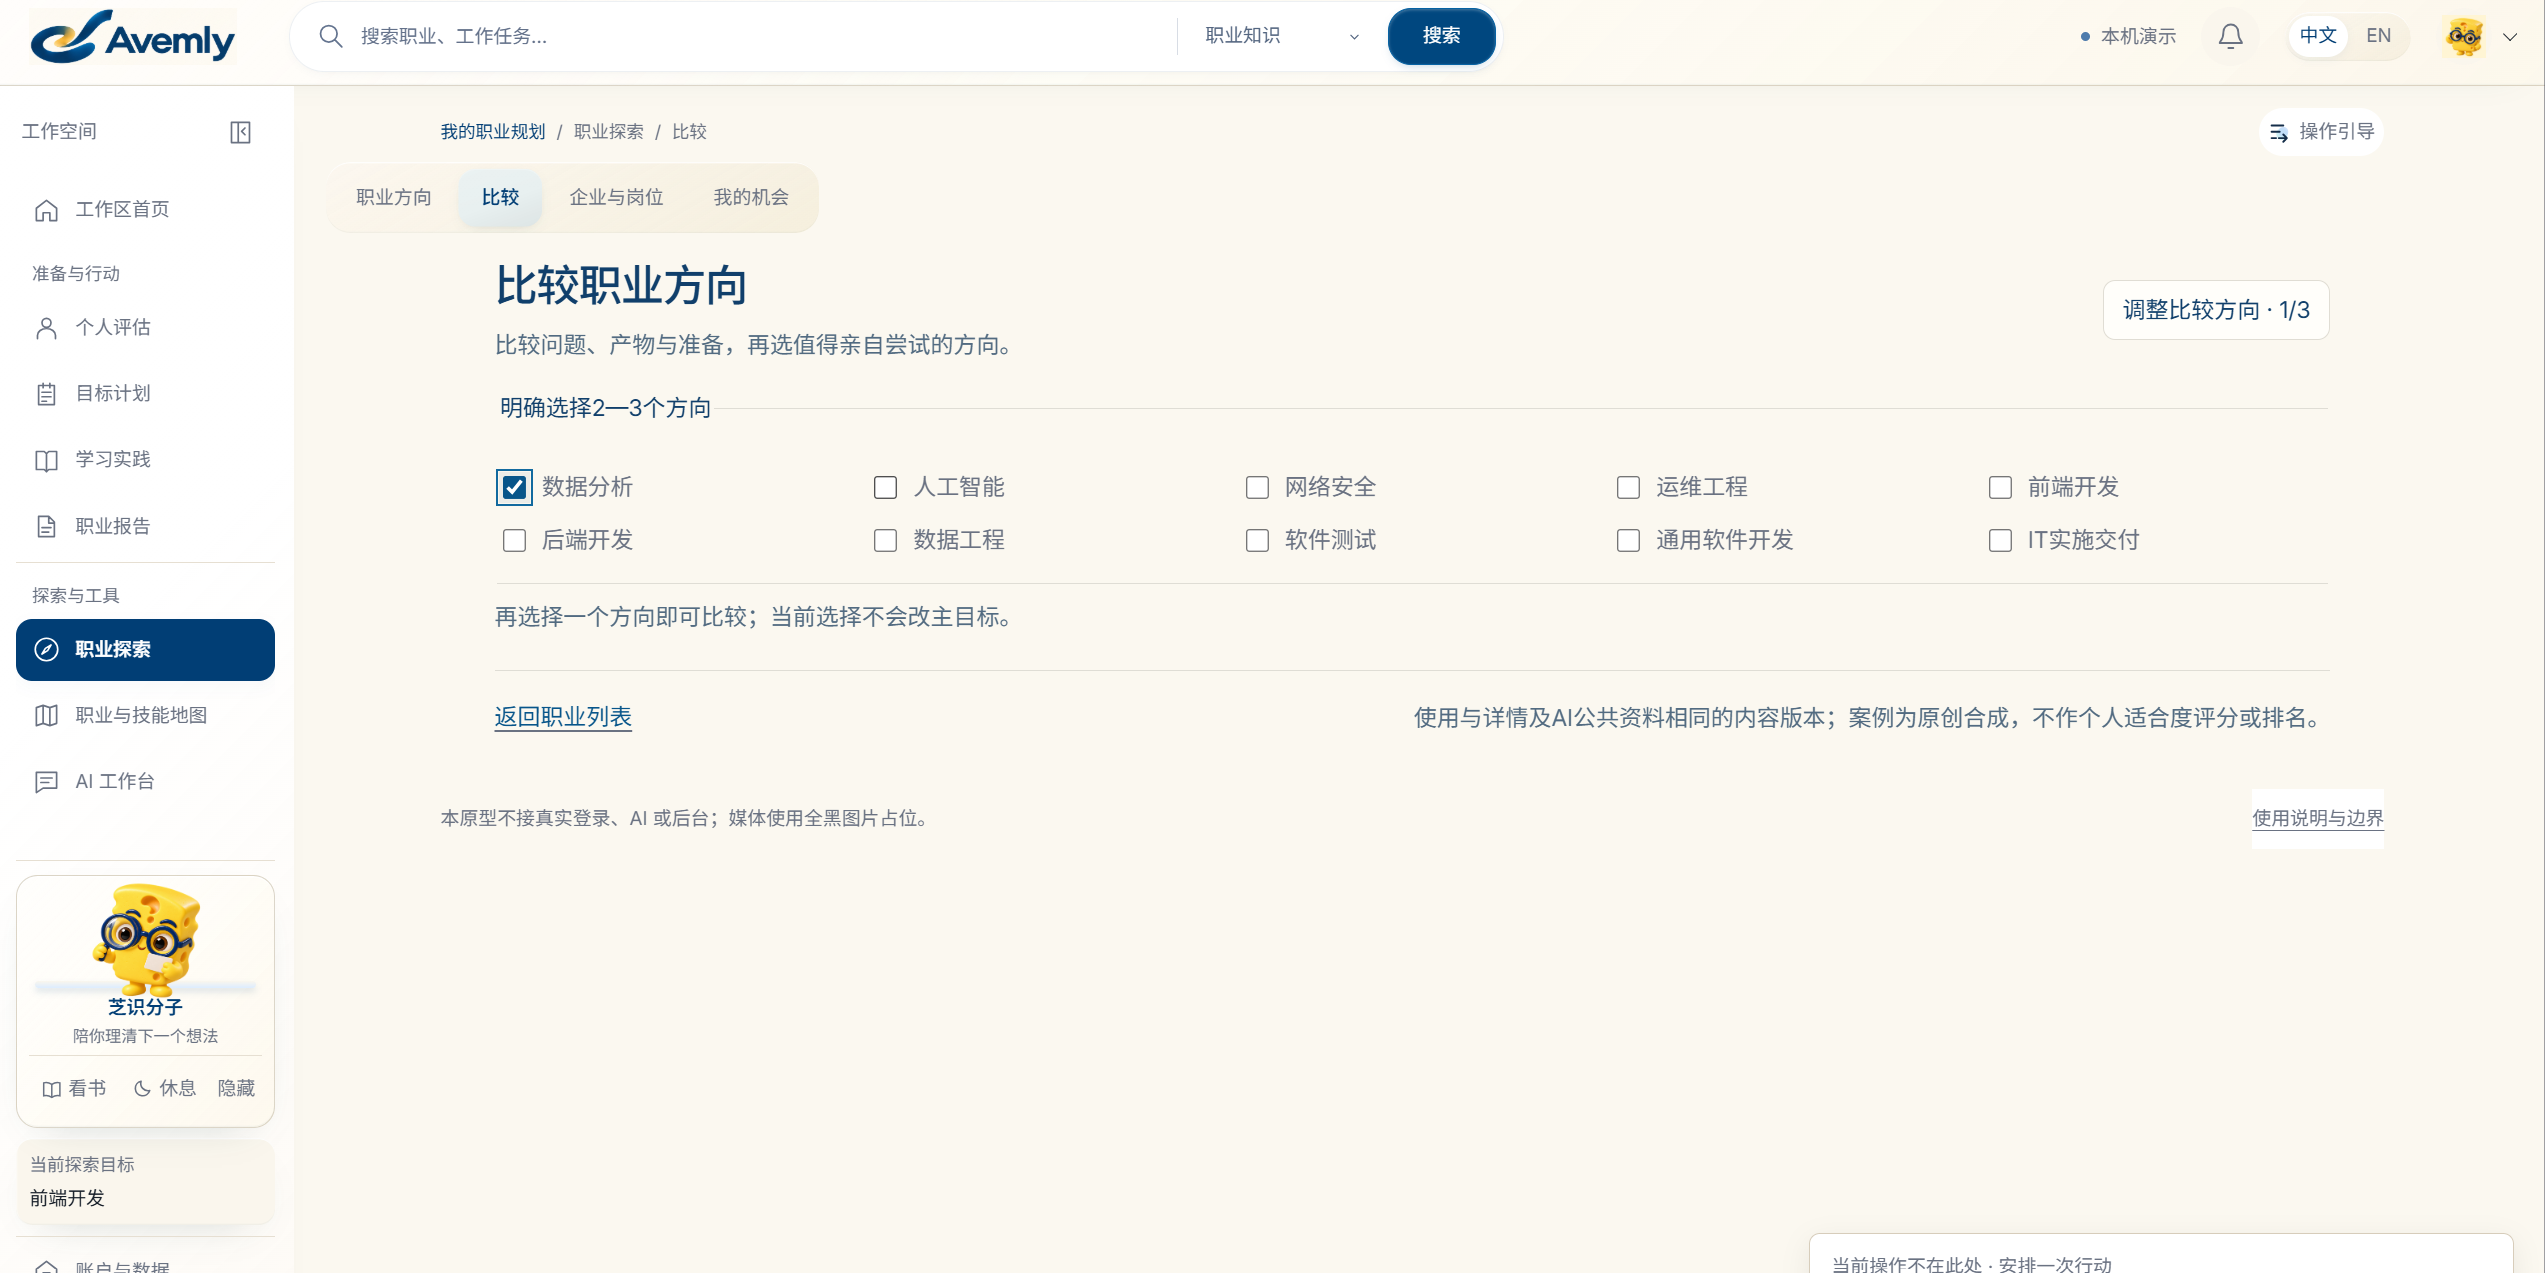 Avemly
搜索职业、工作任务...
职业知识
搜索
本机演示
中文 EN
工作空间
工作区首页
准备与行动
个人评估
目标计划
学习实践
职业报告
探索与工具
职业探索
职业与技能地图
AI 工作台
芝识分子
陪你理清下一个想法
看书 休息 隐藏
当前探索目标
前端开发
账户与数据
我的职业规划 / 职业探索 / 比较
操作引导
职业方向 比较 企业与岗位 我的机会
比较职业方向
比较问题、产物与准备，再选值得亲自尝试的方向。
调整比较方向 · 1/3
明确选择2—3个方向
数据分析 人工智能 网络安全 运维工程 前端开发
后端开发 数据工程 软件测试 通用软件开发 IT实施交付
再选择一个方向即可比较；当前选择不会改主目标。
返回职业列表
使用与详情及AI公共资料相同的内容版本；案例为原创合成，不作个人适合度评分或排名。
本原型不接真实登录、AI 或后台；媒体使用全黑图片占位。
使用说明与边界
当前操作不在此处 · 安排一次行动